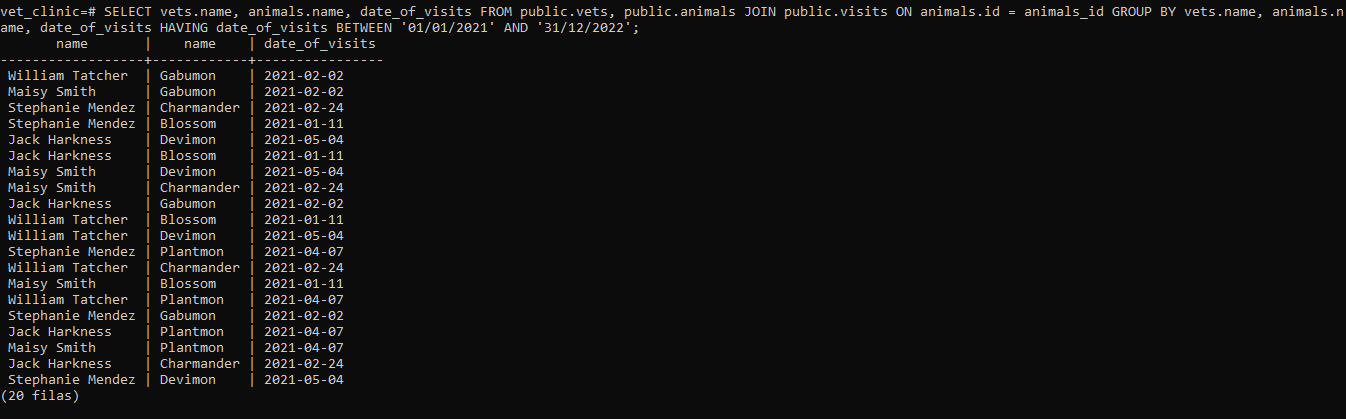 vet_clinic=# SELECT vets.name, animals.name, date_of_visits FROM public.vets, public.animals JOIN public.visits ON animals.id = animals_id GROUP BY vets.name, animals.n
ame, date_of_visits HAVING date_of_visits BETWEEN '01/01/2021' AND '31/12/2022';
       name       |    name    | date_of_visits
------------------+------------+----------------
 William Tatcher  | Gabumon    | 2021-02-02
 Maisy Smith      | Gabumon    | 2021-02-02
 Stephanie Mendez | Charmander | 2021-02-24
 Stephanie Mendez | Blossom    | 2021-01-11
 Jack Harkness    | Devimon    | 2021-05-04
 Jack Harkness    | Blossom    | 2021-01-11
 Maisy Smith      | Devimon    | 2021-05-04
 Maisy Smith      | Charmander | 2021-02-24
 Jack Harkness    | Gabumon    | 2021-02-02
 William Tatcher  | Blossom    | 2021-01-11
 William Tatcher  | Devimon    | 2021-05-04
 Stephanie Mendez | Plantmon   | 2021-04-07
 William Tatcher  | Charmander | 2021-02-24
 Maisy Smith      | Blossom    | 2021-01-11
 William Tatcher  | Plantmon   | 2021-04-07
 Stephanie Mendez | Gabumon    | 2021-02-02
 Jack Harkness    | Plantmon   | 2021-04-07
 Maisy Smith      | Plantmon   | 2021-04-07
 Jack Harkness    | Charmander | 2021-02-24
 Stephanie Mendez | Devimon    | 2021-05-04
(20 filas)